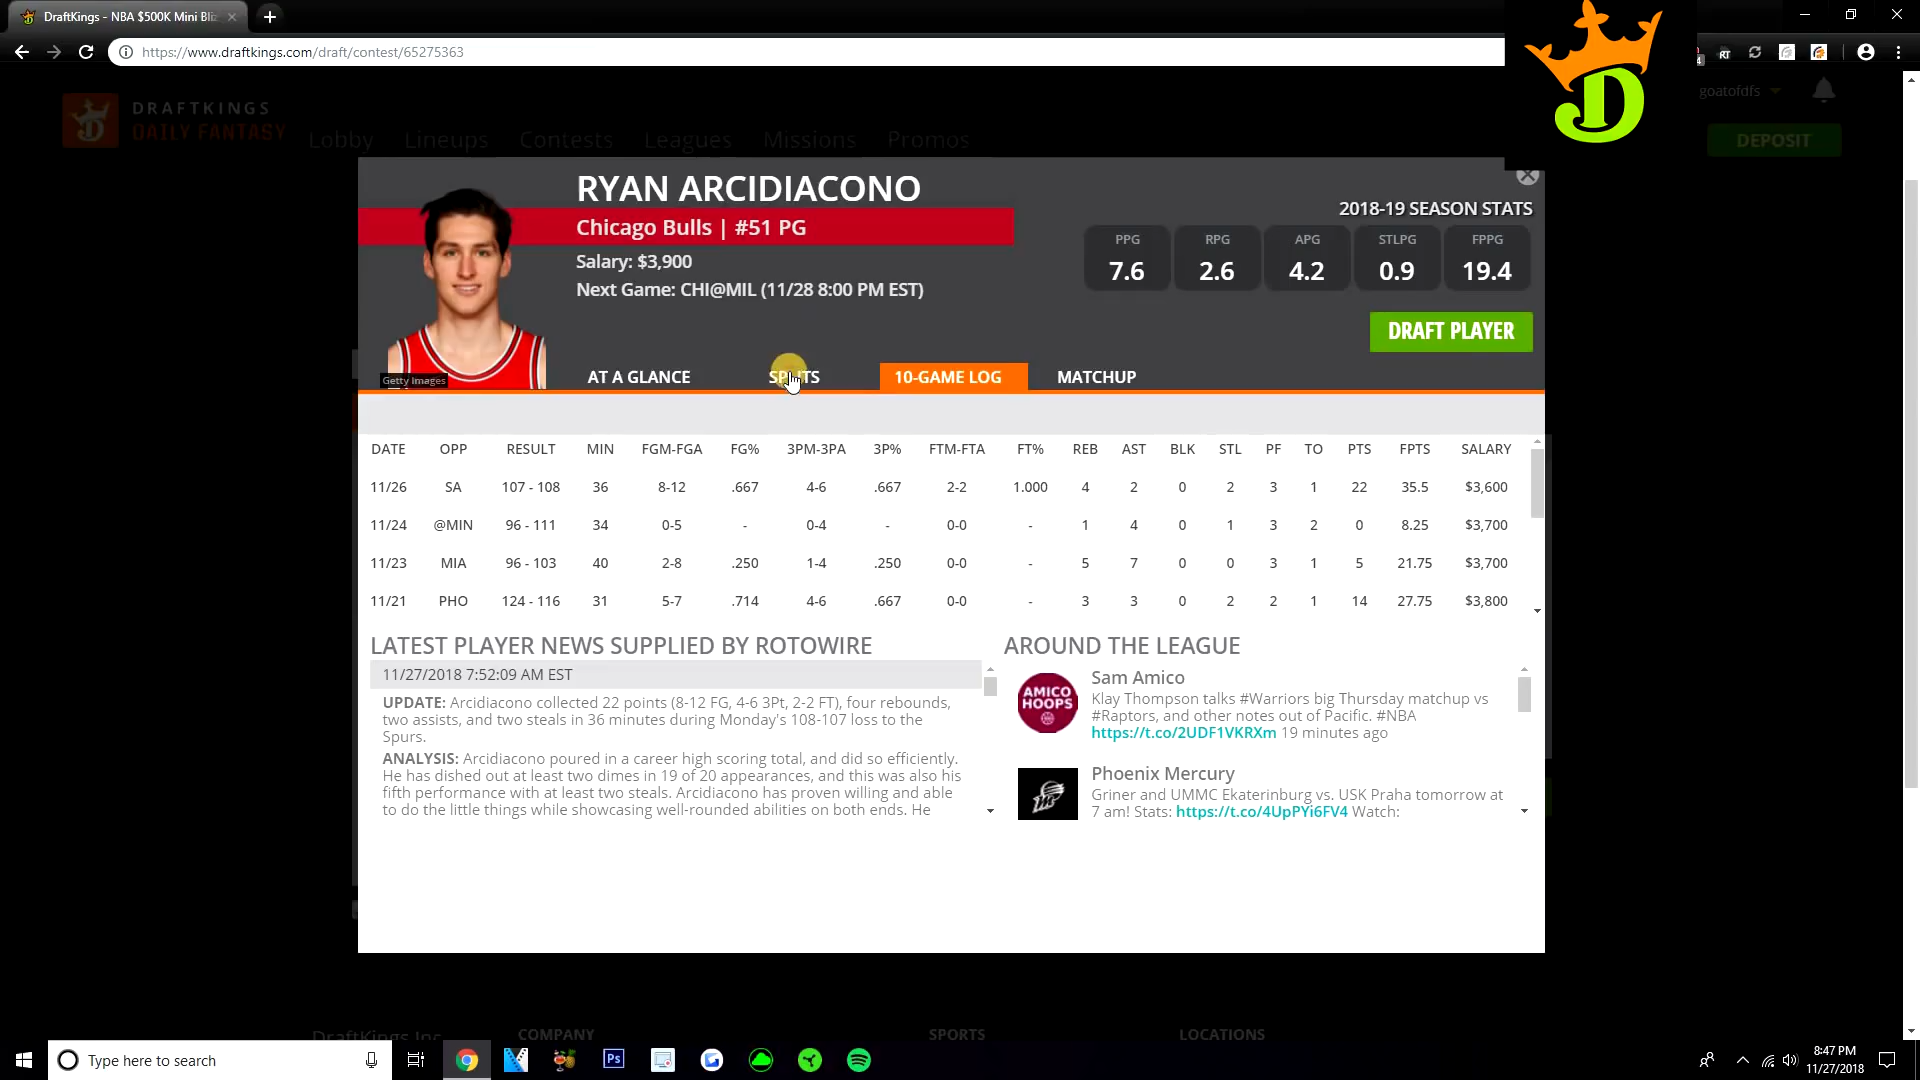 DraftKings - NBA $500K Mini Bli
https://www.draftkings.com/draft/contest/65275363
RT
goatofdfs
DRAFTKINGS
DAILY FANTASY
Lobby Lineups Contests Leagues Missions Promos
DEPOSIT
RYAN ARCIDIACONO
Chicago Bulls | #51 PG
Salary: $3,900
Next Game: CHI@MIL (11/28 8:00 PM EST)
2018-19 SEASON STATS
PPG RPG APG STLPG FPPG
7.6 2.6 4.2 0.9 19.4
DRAFT PLAYER
Getty Images
AT A GLANCE SPLITS 10-GAME LOG MATCHUP
DATE OPP RESULT MIN FGM-FGA FG% 3PM-3PA 3P% FTM-FTA FT% REB AST BLK STL PF TO PTS FPTS SALARY
11/26 SA 107 - 108 36 8-12 .667 4-6 .667 2-2 1.000 4 2 0 2 3 1 22 35.5 $3,600
11/24 @MIN 96 - 111 34 0-5 - 0-4 - 0-0 - 1 4 0 1 3 2 0 8.25 $3,700
11/23 MIA 96 - 103 40 2-8 .250 1-4 .250 0-0 - 5 7 0 0 3 1 5 21.75 $3,700
11/21 PHO 124 - 116 31 5-7 .714 4-6 .667 0-0 - 3 3 0 2 2 1 14 27.75 $3,800
LATEST PLAYER NEWS SUPPLIED BY ROTOWIRE
11/27/2018 7:52:09 AM EST
UPDATE: Arcidiacono collected 22 points (8-12 FG, 4-6 3Pt, 2-2 FT), four rebounds,
two assists, and two steals in 36 minutes during Monday's 108-107 loss to the
Spurs.
ANALYSIS: Arcidiacono poured in a career high scoring total, and did so efficiently.
He has dished out at least two dimes in 19 of 20 appearances, and this was also his
fifth performance with at least two steals. Arcidiacono has proven willing and able
to do the little things while showcasing well-rounded abilities on both ends. He
AROUND THE LEAGUE
AMICO
HOOPS
Sam Amico
Klay Thompson talks #Warriors big Thursday matchup vs
#Raptors, and other notes out of Pacific. #NBA
https://t.co/2UDF1VKRXm 19 minutes ago
Phoenix Mercury
Griner and UMMC Ekaterinburg vs. USK Praha tomorrow at
7 am! Stats: https://t.co/4UpPYi6FV4 Watch:
DraftKings Inc
COMPANY
SPORTS
LOCATIONS
Type here to search
Ps
8:47 PM
11/27/2018